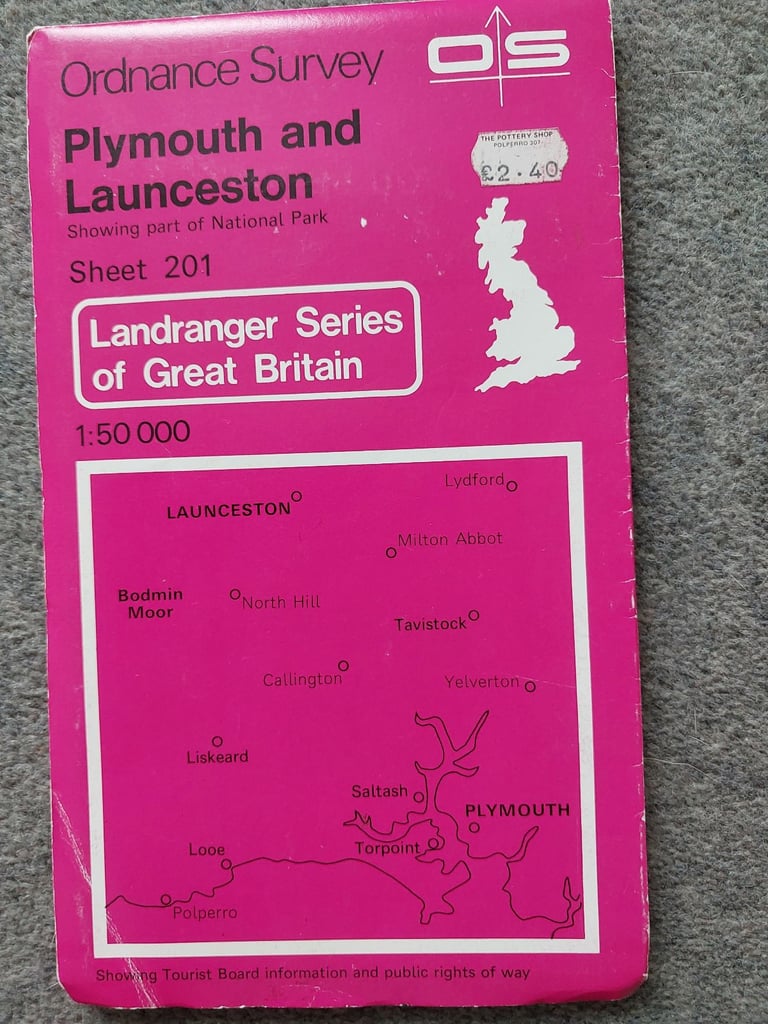 Ordnance Survey
OS
Plymouth and
Launceston
Showing part of National Park
Sheet 201
THE POTTERY SHOP
POLPERRO 307
£2.40
Landranger Series
of Great Britain
1:50 000
Lydford
LAUNCESTON
Milton Abbot
Bodmin
Moor
North Hill
Tavistock
Callington
Yelverton
Liskeard
Saltash
PLYMOUTH
Torpoint
Looe
Polperro
Showing Tourist Board information and public rights of way